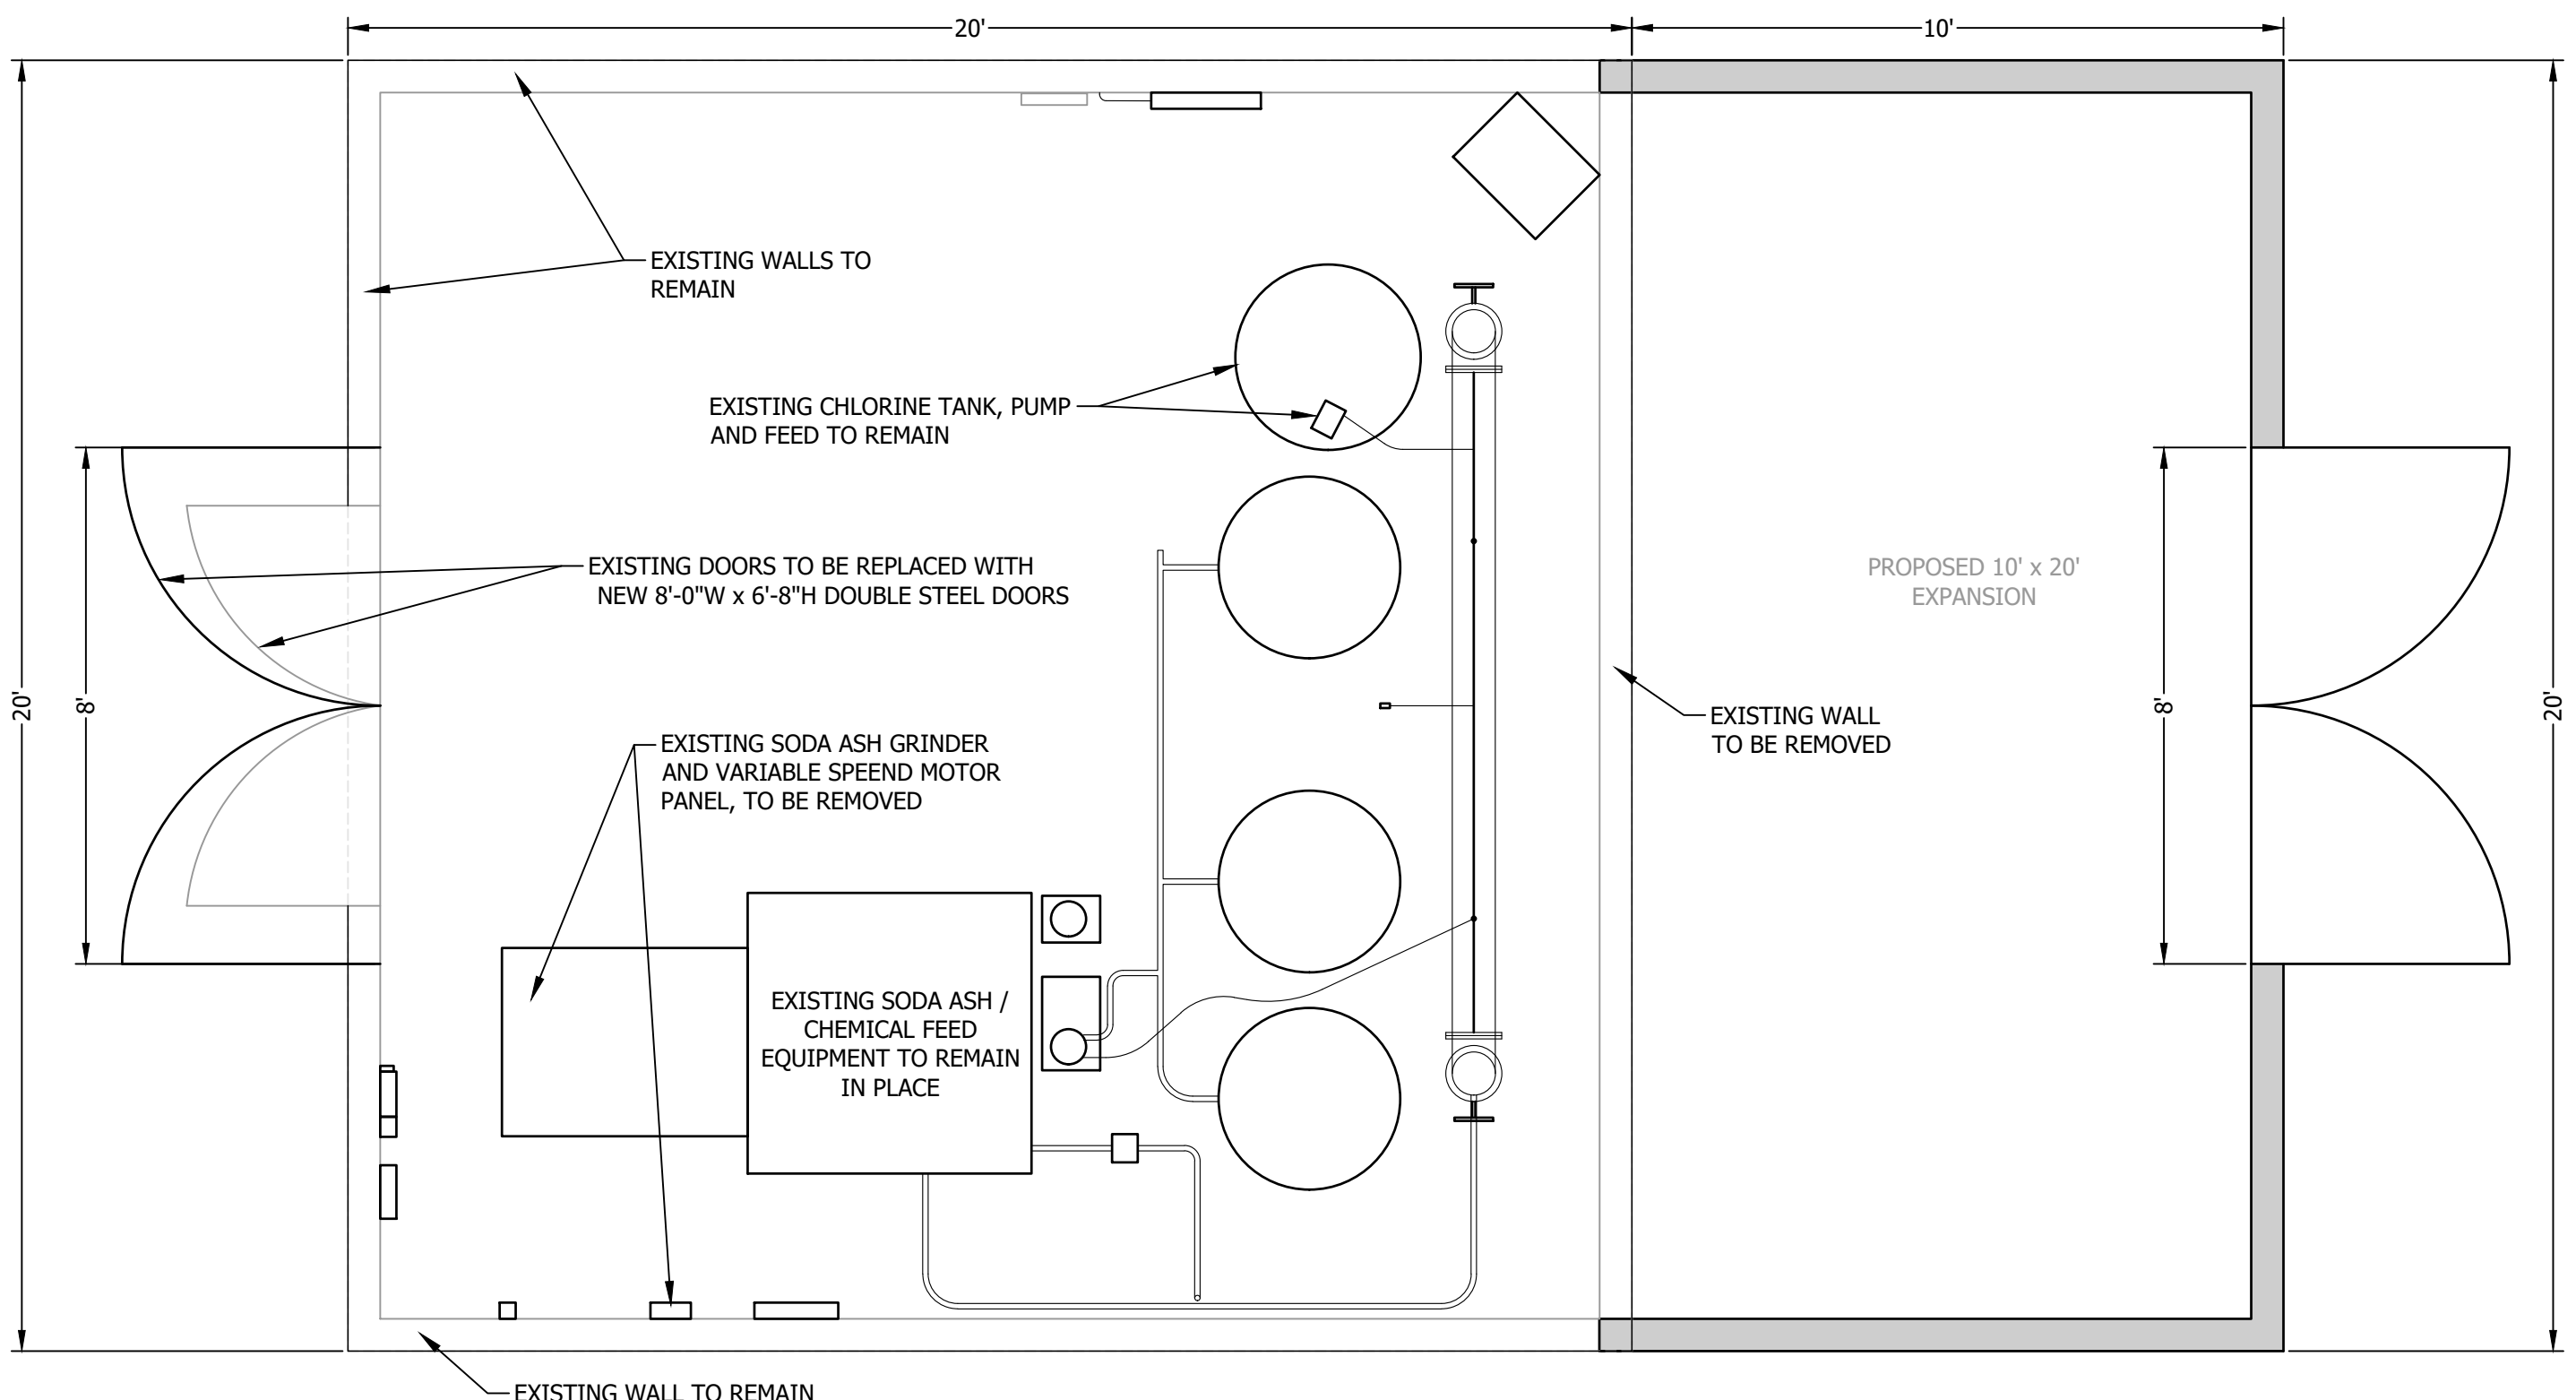 20'
10'
EXISTING WALLS TO
REMAIN
EXISTING CHLORINE TANK, PUMP
AND FEED TO REMAIN
EXISTING DOORS TO BE REPLACED WITH
NEW 8'-0"W x 6'-8"H DOUBLE STEEL DOORS
PROPOSED 10' x 20'
EXPANSION
20'
8'
8'
20'
EXISTING WALL
TO BE REMOVED
EXISTING SODA ASH GRINDER
AND VARIABLE SPEEND MOTOR
PANEL, TO BE REMOVED
EXISTING SODA ASH /
CHEMICAL FEED
EQUIPMENT TO REMAIN
IN PLACE
EXISTING WALL TO REMAIN